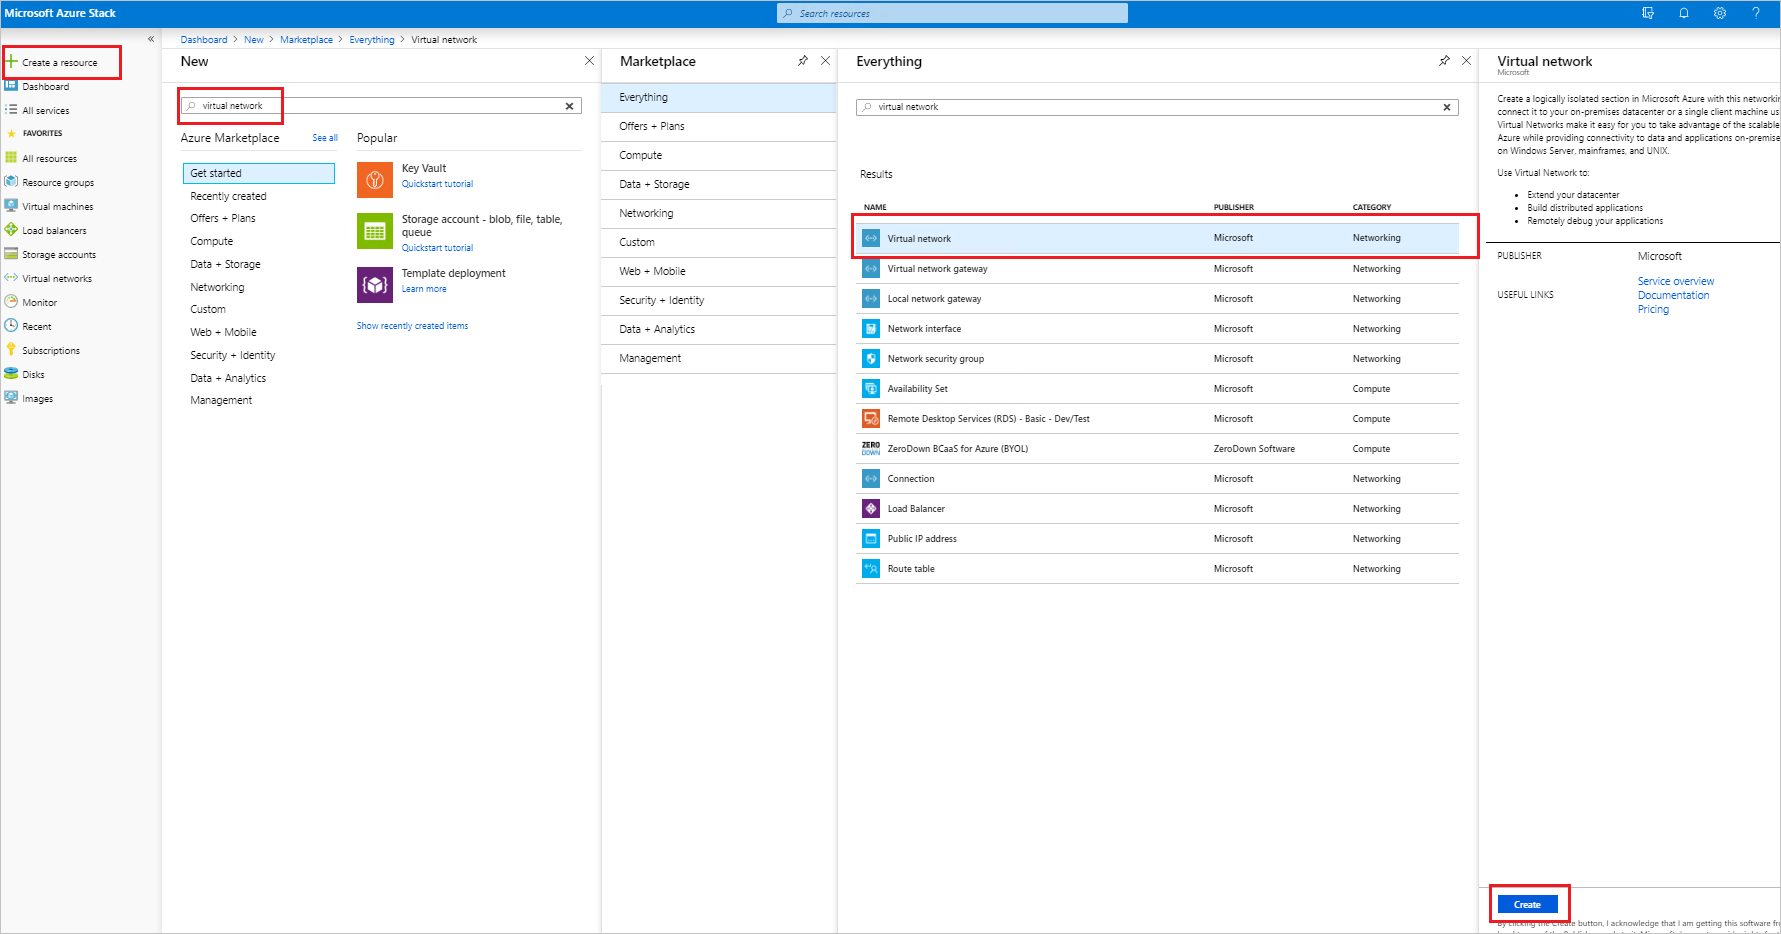 Microsoft Azure Stack
Search resources
?
«
Create a resource
Dashboard
All services
FAVORITES
All resources
Resource groups
Virtual machines
Load balancers
Storage accounts
Virtual networks
Monitor
Recent
Subscriptions
Disks
Images
Dashboard > New > Marketplace > Everything > Virtual network
New
virtual network
Azure Marketplace
See all
Get started
Recently created
Offers + Plans
Compute
Data + Storage
Networking
Custom
Web + Mobile
Security + Identity
Data + Analytics
Management
Popular
Key Vault
Quickstart tutorial
Storage account - blob, file, table,
queue
Quickstart tutorial
Template deployment
Learn more
Show recently created items
Marketplace
Everything
Offers + Plans
Compute
Data + Storage
Networking
Custom
Web + Mobile
Security + Identity
Data + Analytics
Management
Everything
virtual network
Results
NAME PUBLISHER CATEGORY
Virtual network Microsoft Networking
Virtual network gateway Microsoft Networking
Local network gateway Microsoft Networking
Network interface Microsoft Networking
Network security group Microsoft Networking
Availability Set Microsoft Compute
Remote Desktop Services (RDS) - Basic - Dev/Test Microsoft Compute
ZERO
DOWN
ZeroDown BCaaS for Azure (BYOL) ZeroDown Software Compute
Connection Microsoft Networking
Load Balancer Microsoft Networking
Public IP address Microsoft Networking
Route table Microsoft Networking
Virtual network
Microsoft
Create a logically isolated section in Microsoft Azure with this networkin
connect it to your on-premises datacenter or a single client machine us
Virtual Networks make it easy for you to take advantage of the scalable
Azure while providing connectivity to data and applications on-premise
on Windows Server, mainframes, and UNIX.
Use Virtual Network to:
• Extend your datacenter
• Build distributed applications
• Remotely debug your applications
PUBLISHER Microsoft
USEFUL LINKS
Service overview
Documentation
Pricing
Create
By clicking the Create button, I acknowledge that I am getting this software fr